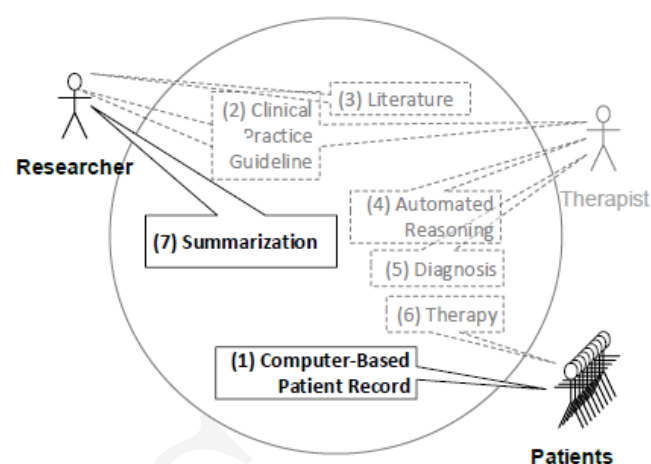 (3) Literature
(2) Clinical
Practice
Guideline
Researcher
Therapist
(4) Automated
Reasoning
(7) Summarization
(5) Diagnosis
(6) Therapy
(1) Computer-Based
Patient Record
Patients